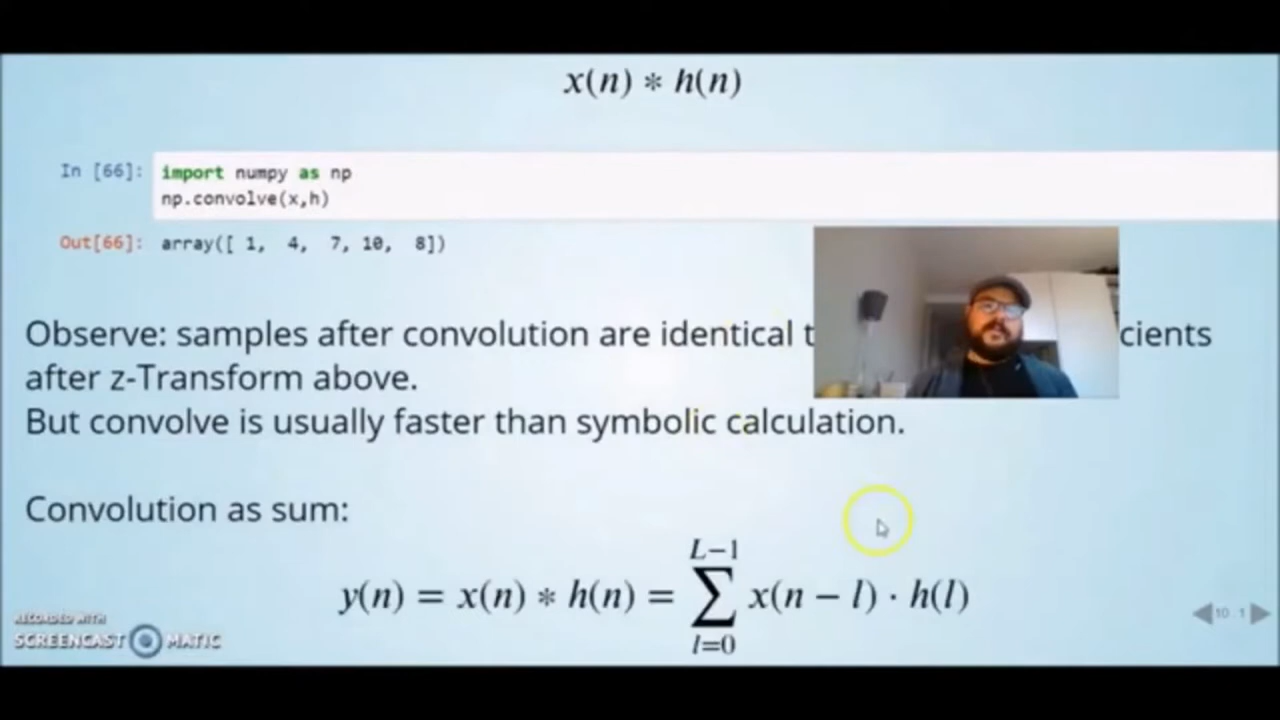 x(n) ∗ h(n)
In [66]: import numpy as np
np.convolve(x,h)
Out[66]: array([ 1, 4, 7, 10, 8])
Observe: samples after convolution are identical t cients
after z-Transform above.
But convolve is usually faster than symbolic calculation.
Convolution as sum:
L−1
y(n) = x(n) ∗ h(n) = ∑ x(n − l) · h(l)
l=0
10 . 1
RECORDED WITH
SCREENCAST MATIC